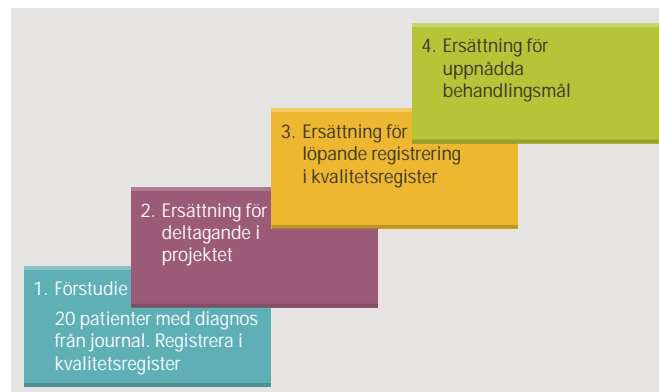 1. Förstudie
20 patienter med diagnos
från journal. Registrera i
kvalitetsregister
2. Ersättning för
deltagande i
projektet
3. Ersättning för
löpande registrering
i kvalitetsregister
4. Ersättning för
uppnådda
behandlingsmål